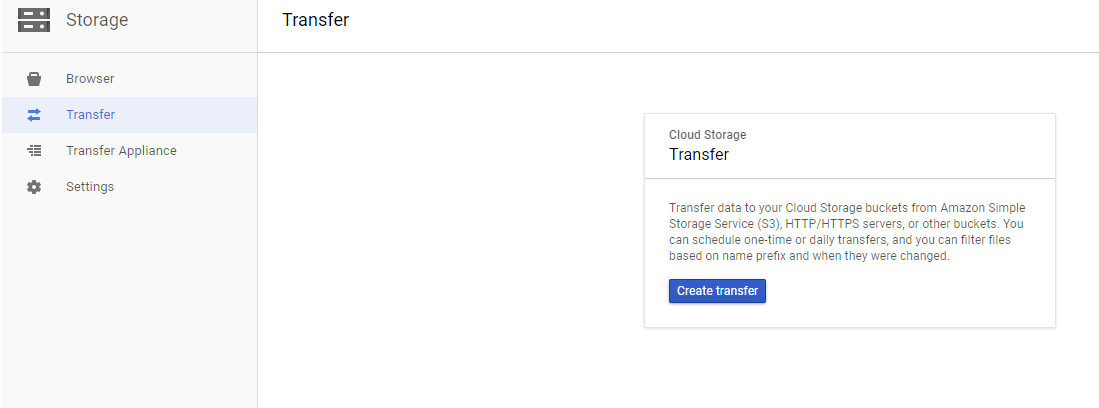 Storage
Transfer
Browser
Transfer
Transfer Appliance
Settings
Cloud Storage
Transfer
Transfer data to your Cloud Storage buckets from Amazon Simple
Storage Service (S3), HTTP/HTTPS servers, or other buckets. You
can schedule one-time or daily transfers, and you can filter files
based on name prefix and when they were changed.
Create transfer